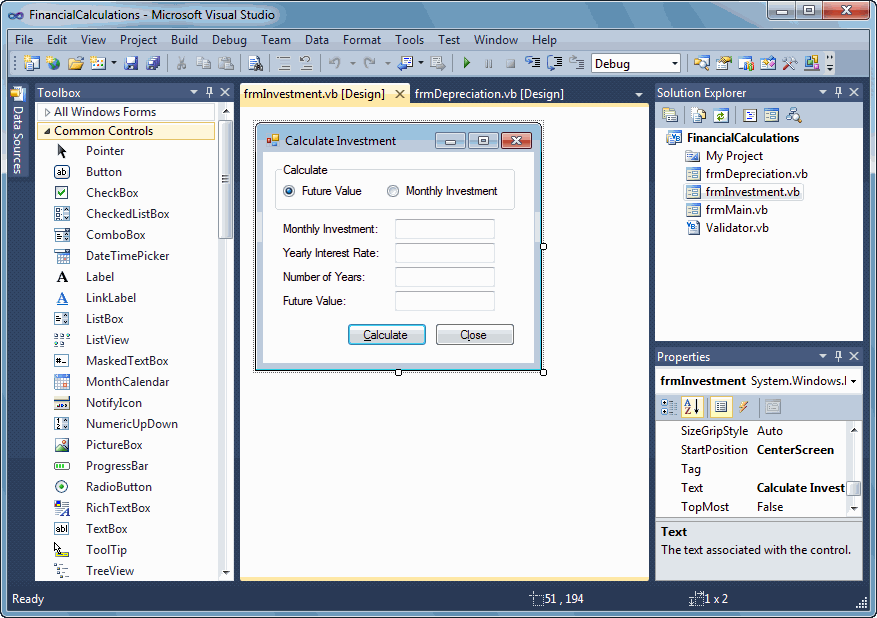 FinancialCalculations - Microsoft Visual Studio
File Edit View Project Build Debug Team Data Format Tools Test Window Help
Debug
Data Sources
Toolbox
All Windows Forms
Common Controls
Pointer
Button
CheckBox
CheckedListBox
ComboBox
DateTimePicker
Label
LinkLabel
ListBox
ListView
MaskedTextBox
MonthCalendar
NotifyIcon
NumericUpDown
PictureBox
ProgressBar
RadioButton
RichTextBox
TextBox
ToolTip
TreeView
frmInvestment.vb [Design] frmDepreciation.vb [Design]
Calculate Investment
Calculate
Future Value Monthly Investment
Monthly Investment:
Yearly Interest Rate:
Number of Years:
Future Value:
Calculate Close
Solution Explorer
FinancialCalculations
My Project
frmDepreciation.vb
frmInvestment.vb
frmMain.vb
Validator.vb
Properties
frmInvestment System.Windows.
SizeGripStyle Auto
StartPosition CenterScreen
Tag
Text Calculate Invest
TopMost False
Text
The text associated with the control.
Ready 51 , 194 1 x 2